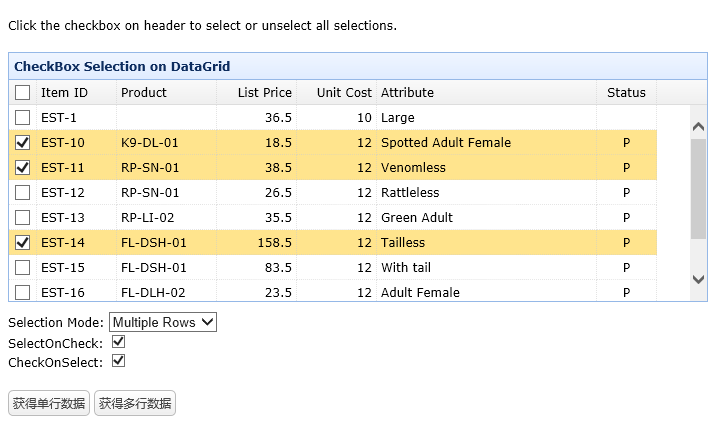 Click the checkbox on header to select or unselect all selections.
CheckBox Selection on DataGrid
Item ID Product List Price Unit Cost Attribute Status
EST-1 36.5 10 Large
EST-10 K9-DL-01 18.5 12 Spotted Adult Female P
EST-11 RP-SN-01 38.5 12 Venomless P
EST-12 RP-SN-01 26.5 12 Rattleless P
EST-13 RP-LI-02 35.5 12 Green Adult P
EST-14 FL-DSH-01 158.5 12 Tailless P
EST-15 FL-DSH-01 83.5 12 With tail P
EST-16 FL-DLH-02 23.5 12 Adult Female P
Selection Mode: Multiple Rows
SelectOnCheck:
CheckOnSelect:
获得单行数据 获得多行数据